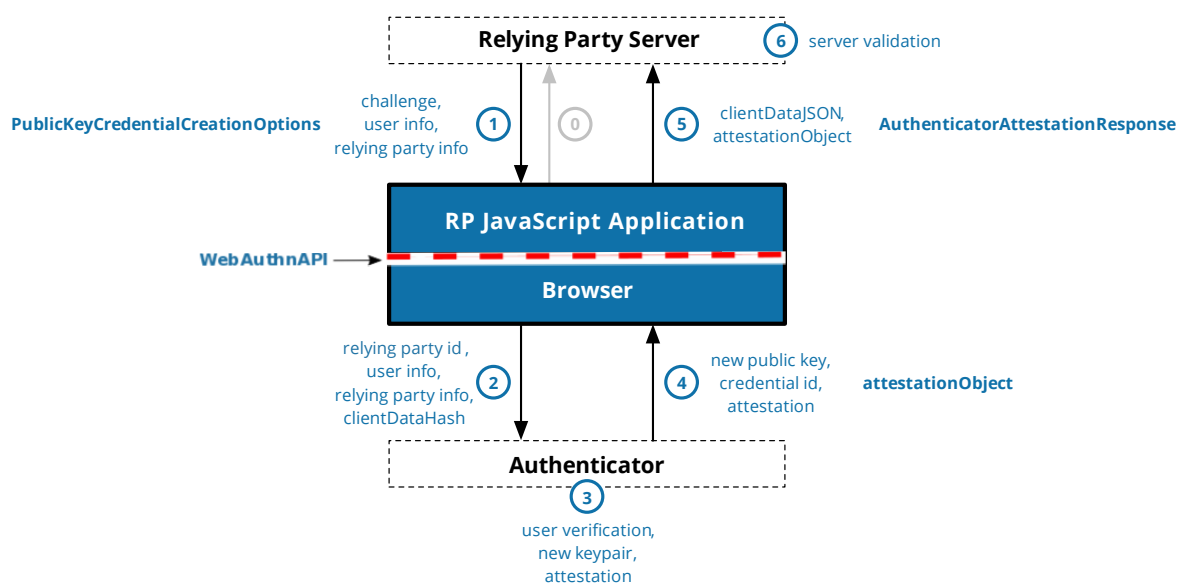 Relying Party Server
6
server validation
PublicKeyCredentialCreationOptions
challenge,
user info,
relying party info
1
0
5
clientDataJSON,
attestationObject
AuthenticatorAttestationResponse
RP JavaScript Application
WebAuthnAPI
Browser
relying party id ,
user info,
relying party info,
clientDataHash
2
4
new public key,
credential id,
attestation
attestationObject
Authenticator
3
user verification,
new keypair,
attestation